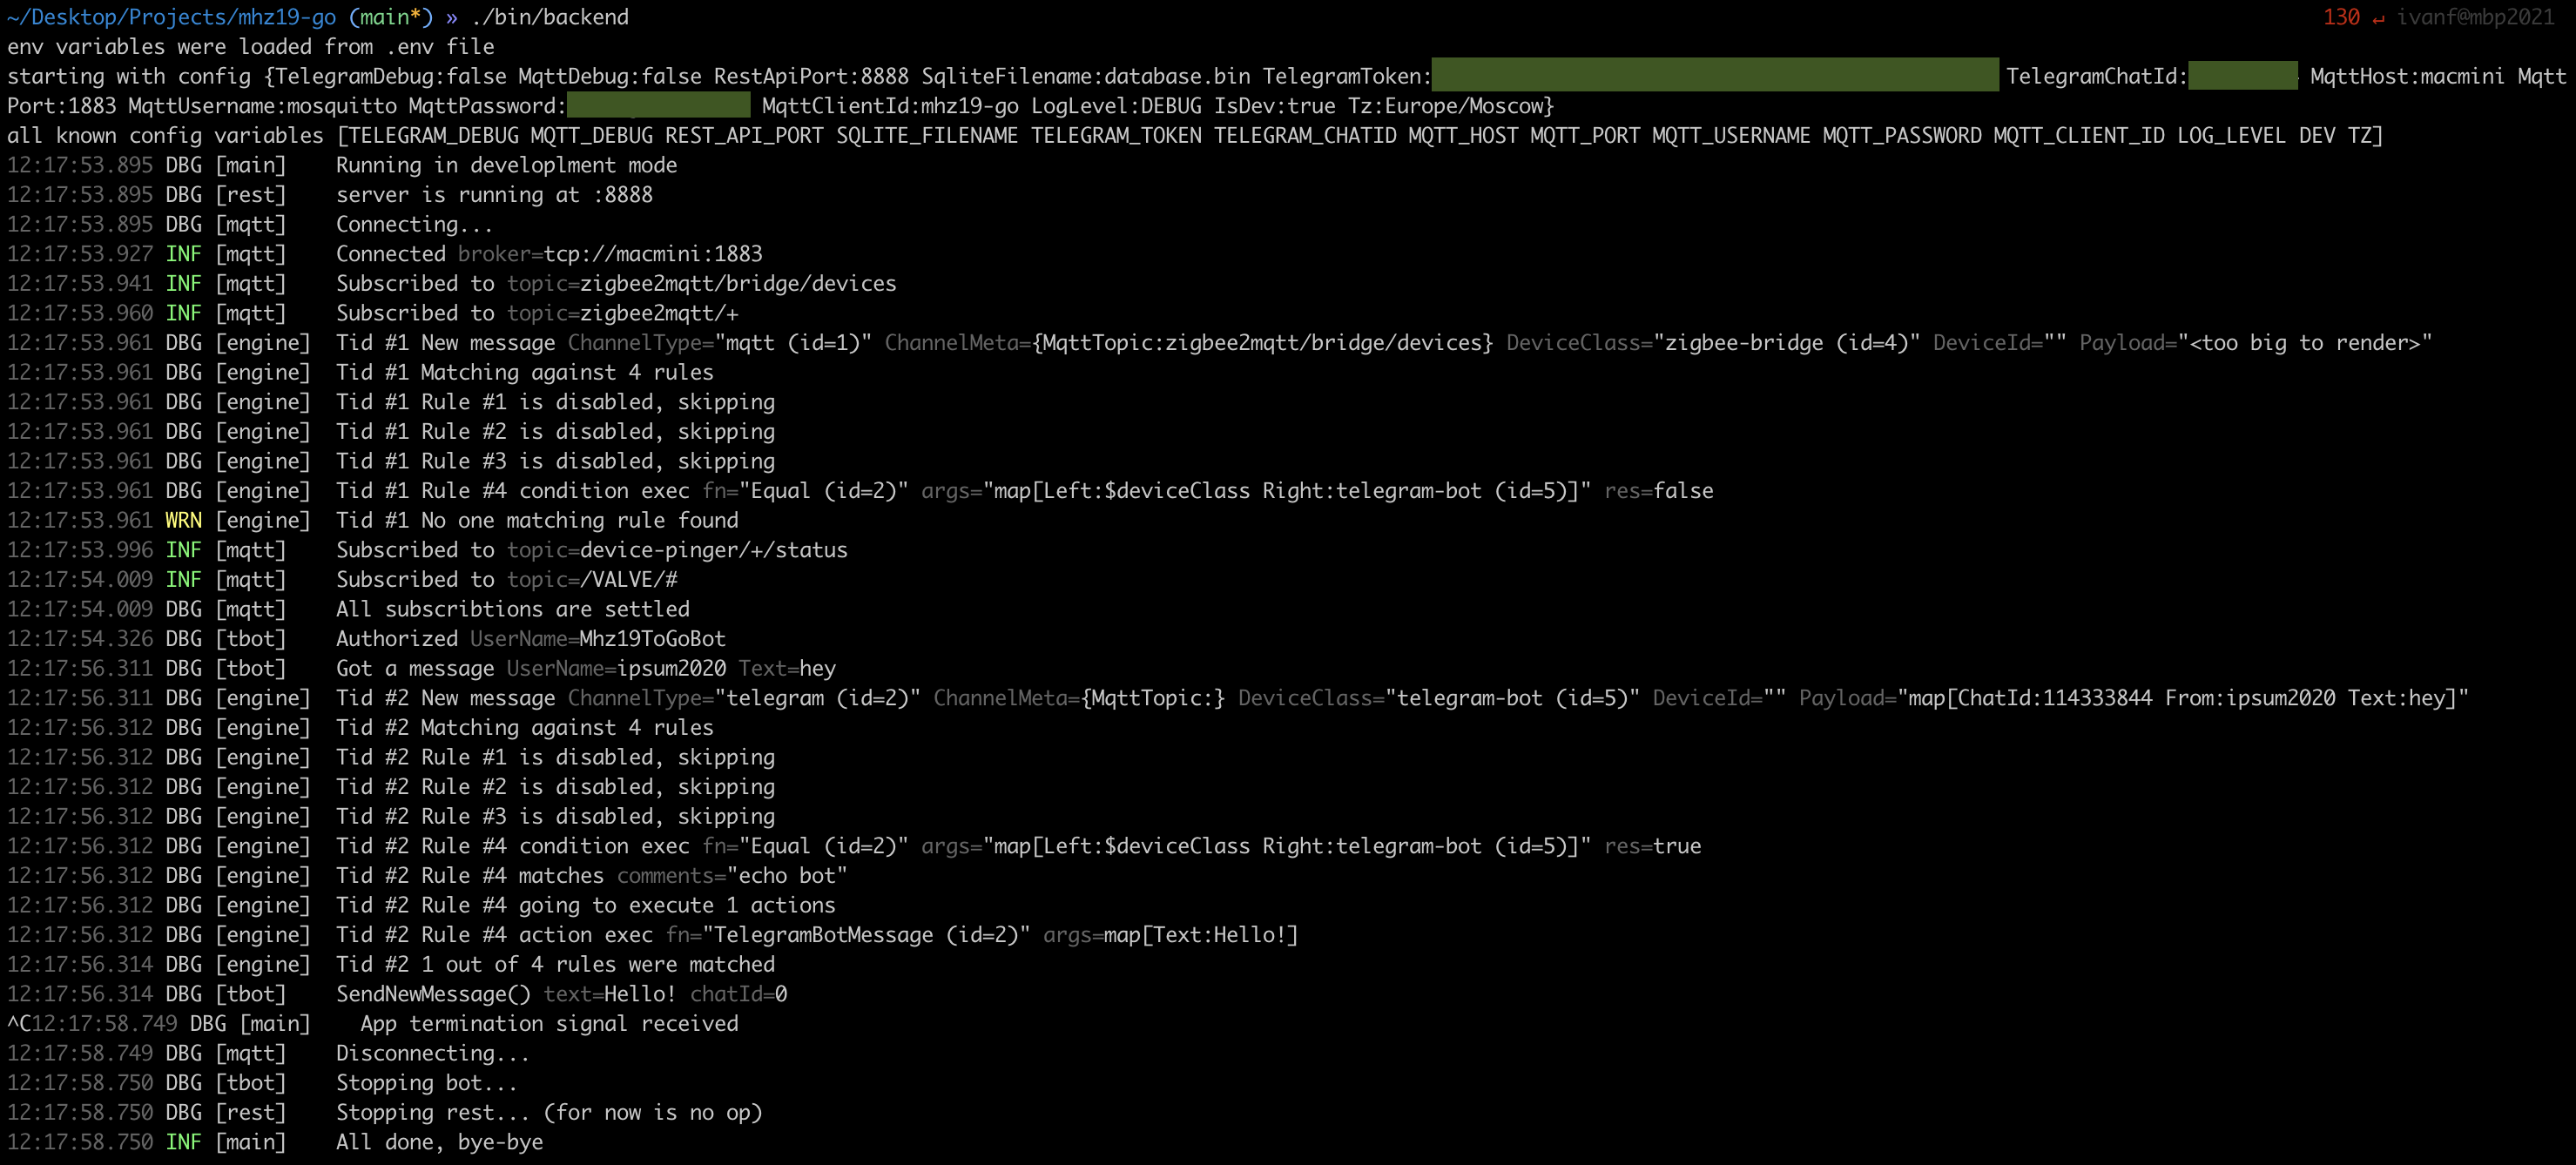 ~/Desktop/Projects/mhz19-go (main*) » ./bin/backend 130 ↵ ivanf@mbp2021
env variables were loaded from .env file
starting with config {TelegramDebug:false MqttDebug:false RestApiPort:8888 SqliteFilename:database.bin TelegramToken: TelegramChatId: MqttHost:macmini Mqtt
Port:1883 MqttUsername:mosquitto MqttPassword: MqttClientId:mhz19-go LogLevel:DEBUG IsDev:true Tz:Europe/Moscow}
all known config variables [TELEGRAM_DEBUG MQTT_DEBUG REST_API_PORT SQLITE_FILENAME TELEGRAM_TOKEN TELEGRAM_CHATID MQTT_HOST MQTT_PORT MQTT_USERNAME MQTT_PASSWORD MQTT_CLIENT_ID LOG_LEVEL DEV TZ]
12:17:53.895 DBG [main] Running in developlment mode
12:17:53.895 DBG [rest] server is running at :8888
12:17:53.895 DBG [mqtt] Connecting...
12:17:53.927 INF [mqtt] Connected broker=tcp://macmini:1883
12:17:53.941 INF [mqtt] Subscribed to topic=zigbee2mqtt/bridge/devices
12:17:53.960 INF [mqtt] Subscribed to topic=zigbee2mqtt/+
12:17:53.961 DBG [engine] Tid #1 New message ChannelType="mqtt (id=1)" ChannelMeta={MqttTopic:zigbee2mqtt/bridge/devices} DeviceClass="zigbee-bridge (id=4)" DeviceId="" Payload="<too big to render>"
12:17:53.961 DBG [engine] Tid #1 Matching against 4 rules
12:17:53.961 DBG [engine] Tid #1 Rule #1 is disabled, skipping
12:17:53.961 DBG [engine] Tid #1 Rule #2 is disabled, skipping
12:17:53.961 DBG [engine] Tid #1 Rule #3 is disabled, skipping
12:17:53.961 DBG [engine] Tid #1 Rule #4 condition exec fn="Equal (id=2)" args="map[Left:$deviceClass Right:telegram-bot (id=5)]" res=false
12:17:53.961 WRN [engine] Tid #1 No one matching rule found
12:17:53.996 INF [mqtt] Subscribed to topic=device-pinger/+/status
12:17:54.009 INF [mqtt] Subscribed to topic=/VALVE/#
12:17:54.009 DBG [mqtt] All subscribtions are settled
12:17:54.326 DBG [tbot] Authorized UserName=Mhz19ToGoBot
12:17:56.311 DBG [tbot] Got a message UserName=ipsum2020 Text=hey
12:17:56.311 DBG [engine] Tid #2 New message ChannelType="telegram (id=2)" ChannelMeta={MqttTopic:} DeviceClass="telegram-bot (id=5)" DeviceId="" Payload="map[ChatId:114333844 From:ipsum2020 Text:hey]"
12:17:56.312 DBG [engine] Tid #2 Matching against 4 rules
12:17:56.312 DBG [engine] Tid #2 Rule #1 is disabled, skipping
12:17:56.312 DBG [engine] Tid #2 Rule #2 is disabled, skipping
12:17:56.312 DBG [engine] Tid #2 Rule #3 is disabled, skipping
12:17:56.312 DBG [engine] Tid #2 Rule #4 condition exec fn="Equal (id=2)" args="map[Left:$deviceClass Right:telegram-bot (id=5)]" res=true
12:17:56.312 DBG [engine] Tid #2 Rule #4 matches comments="echo bot"
12:17:56.312 DBG [engine] Tid #2 Rule #4 going to execute 1 actions
12:17:56.312 DBG [engine] Tid #2 Rule #4 action exec fn="TelegramBotMessage (id=2)" args=map[Text:Hello!]
12:17:56.314 DBG [engine] Tid #2 1 out of 4 rules were matched
12:17:56.314 DBG [tbot] SendNewMessage() text=Hello! chatId=0
^C12:17:58.749 DBG [main] App termination signal received
12:17:58.749 DBG [mqtt] Disconnecting...
12:17:58.750 DBG [tbot] Stopping bot...
12:17:58.750 DBG [rest] Stopping rest... (for now is no op)
12:17:58.750 INF [main] All done, bye-bye